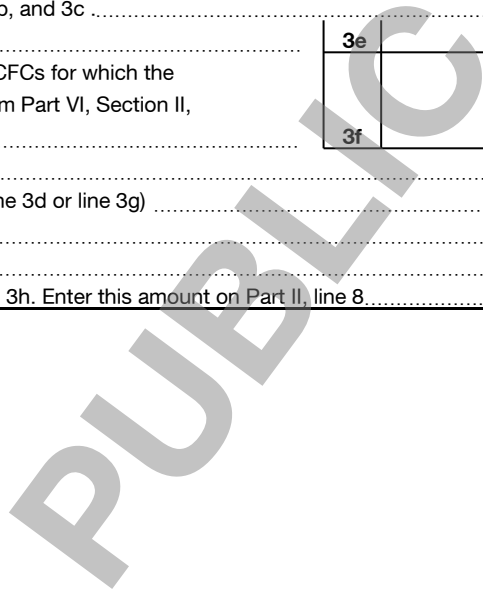 o, and 3c
3e
CFCs for which the
m Part VI, Section II,
3f
ne 3d or line 3g)
3h. Enter this amount on Part II, line 8
PUBLIC